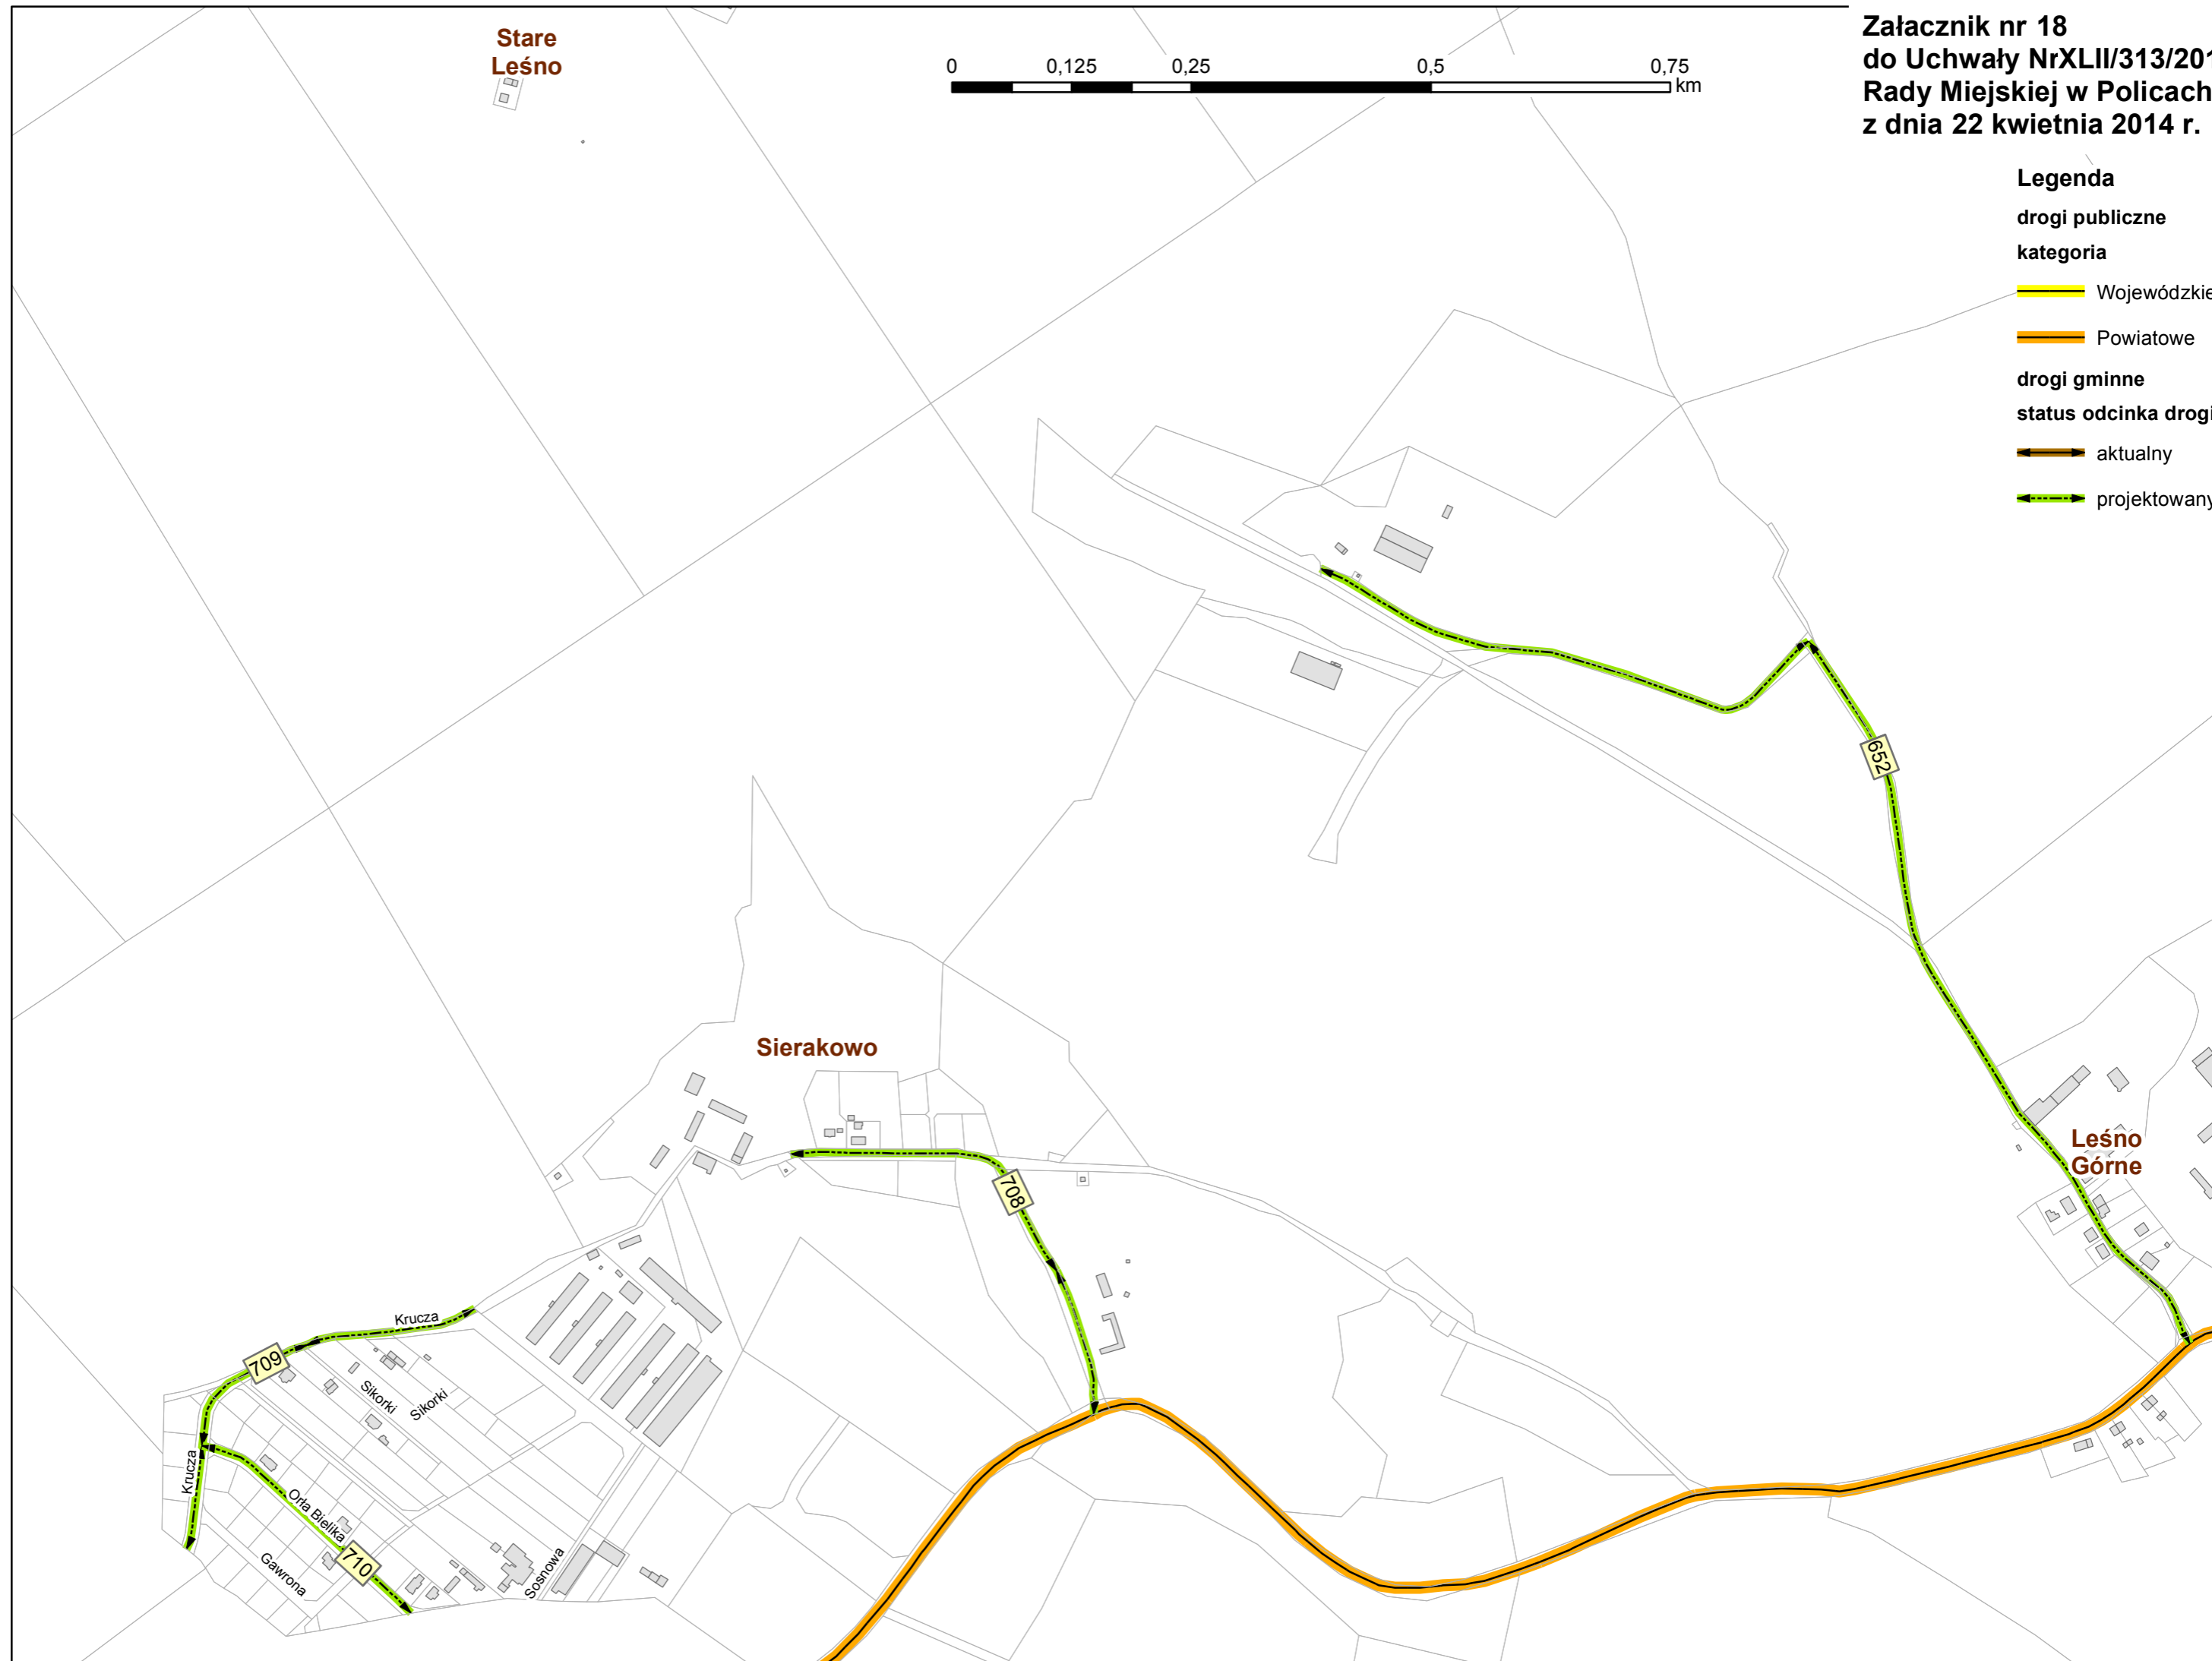 Stare
Leśno
0 0,125 0,25 0,5 0,75
km
Załacznik nr 18
do Uchwały NrXLII/313/201
Rady Miejskiej w Policach
z dnia 22 kwietnia 2014 r.
Legenda
drogi publiczne
kategoria
Wojewódzkie
Powiatowe
drogi gminne
status odcinka drogi
aktualny
projektowany
652
Sierakowo
708
Leśno
Górne
Krucza
709
Sikorki
Sikorki
Krucza
Orła Bielika
710
Gawrona
Sosnowa